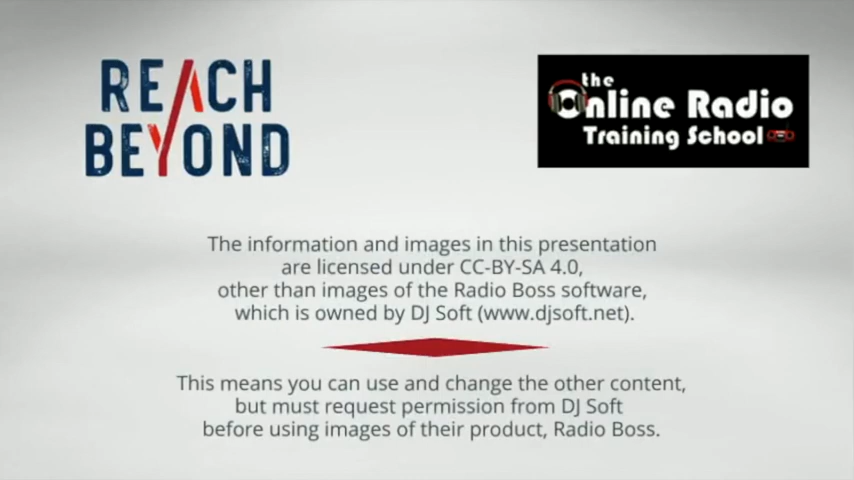 REACH
BEYOND
the
Online Radio
Training School
The information and images in this presentation
are licensed under CC-BY-SA 4.0,
other than images of the Radio Boss software,
which is owned by DJ Soft (www.djsoft.net).
This means you can use and change the other content,
but must request permission from DJ Soft
before using images of their product, Radio Boss.